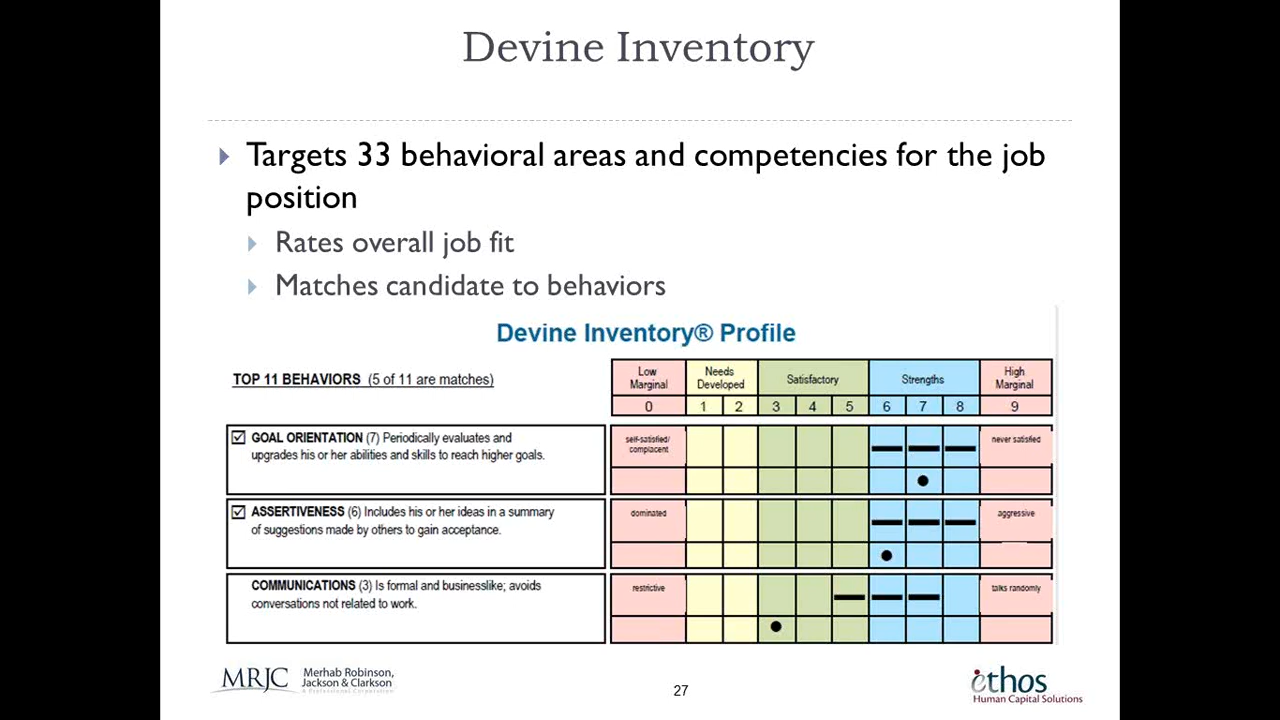 Devine Inventory
Targets 33 behavioral areas and competencies for the job
position
Rates overall job fit
Matches candidate to behaviors
Devine Inventory® Profile
TOP 11 BEHAVIORS (5 of 11 are matches)
Low Marginal Needs Developed Satisfactory Strengths High Marginal
0 1 2 3 4 5 6 7 8 9
GOAL ORIENTATION (7) Periodically evaluates and
upgrades his or her abilities and skills to reach higher goals.
self-satisfied/
complacent
never satisfied
ASSERTIVENESS (6) Includes his or her ideas in a summary
of suggestions made by others to gain acceptance.
dominated
aggressive
COMMUNICATIONS (3) Is formal and businesslike; avoids
conversations not related to work.
restrictive
talks randomly
MRJC Merhab Robinson,
Jackson & Clarkson
A Professional Corporation
27
ethos
Human Capital Solutions